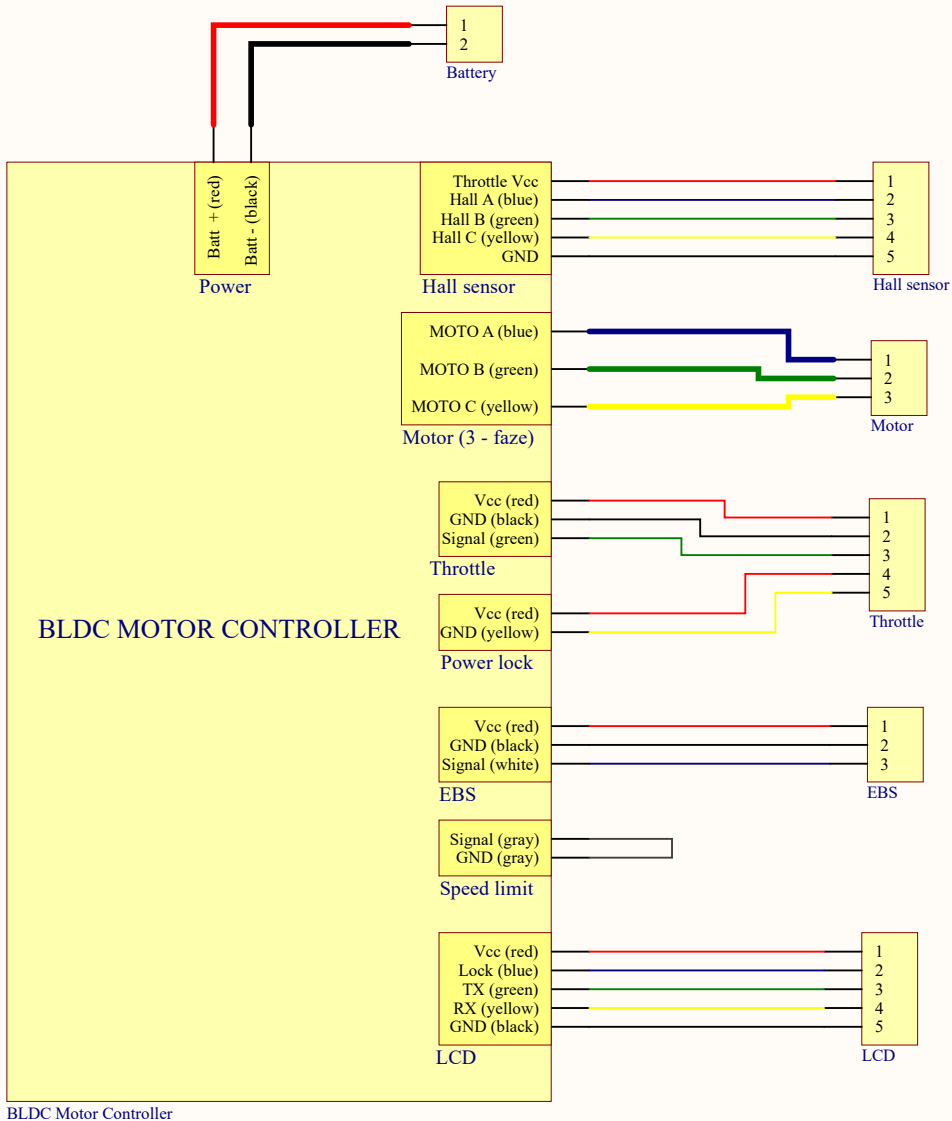 1
2
Battery
Batt + (red)
Batt - (black)
Power
Throttle Vcc
Hall A (blue)
Hall B (green)
Hall C (yellow)
GND
Hall sensor
1
2
3
4
5
Hall sensor
MOTO A (blue)
MOTO B (green)
MOTO C (yellow)
Motor (3 - faze)
1
2
3
Motor
Vcc (red)
GND (black)
Signal (green)
Throttle
1
2
3
4
5
Throttle
BLDC MOTOR CONTROLLER
Vcc (red)
GND (yellow)
Power lock
Vcc (red)
GND (black)
Signal (white)
EBS
1
2
3
EBS
Signal (gray)
GND (gray)
Speed limit
Vcc (red)
Lock (blue)
TX (green)
RX (yellow)
GND (black)
LCD
1
2
3
4
5
LCD
BLDC Motor Controller